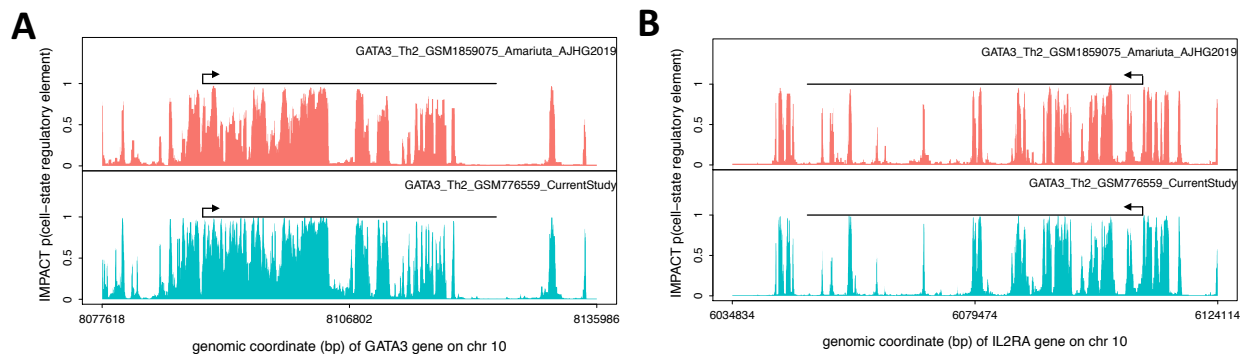 A
GATA3_Th2_GSM1859075_Amariuta_AJHG2019
IMPACT p(cell−state regulatory element)
1
0.5
0
GATA3_Th2_GSM776559_CurrentStudy
1
0.5
0
8077618
8106802
8135986
genomic coordinate (bp) of GATA3 gene on chr 10
B
GATA3_Th2_GSM1859075_Amariuta_AJHG2019
IMPACT p(cell−state regulatory element)
1
0.5
0
GATA3_Th2_GSM776559_CurrentStudy
1
0.5
0
6034834
6079474
6124114
genomic coordinate (bp) of IL2RA gene on chr 10